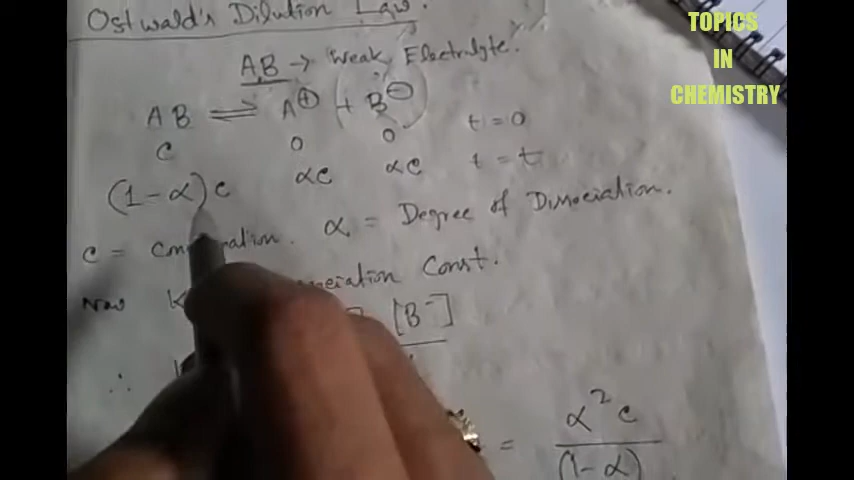 Ostwald's Dilution Law.
TOPICS
IN
CHEMISTRY
AB → Weak Electrolyte.
AB ⇌ A⊕ + B⊖
C 0 0 t = 0
(1-α)c αc αc t = t
c = α = Degree of Dissociation.
Now K Const.
[B⁻]
∴
= α²c
(1-α)